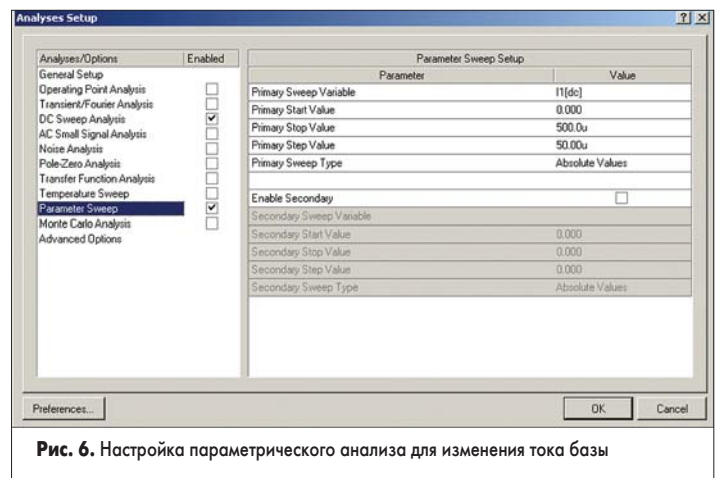 Analyses Setup
Analyses/Options Enabled
General Setup
Operating Point Analysis
Transient/Fourier Analysis
DC Sweep Analysis
AC Small Signal Analysis
Noise Analysis
Pole-Zero Analysis
Transfer Function Analysis
Temperature Sweep
Parameter Sweep
Monte Carlo Analysis
Advanced Options
Parameter Sweep Setup
Parameter Value
Primary Sweep Variable I1[dc]
Primary Start Value 0.000
Primary Stop Value 500.0u
Primary Step Value 50.00u
Primary Sweep Type Absolute Values
Enable Secondary
Secondary Sweep Variable
Secondary Start Value 0.000
Secondary Stop Value 0.000
Secondary Step Value 0.000
Secondary Sweep Type Absolute Values
Preferences... OK Cancel
Рис. 6. Настройка параметрического анализа для изменения тока базы